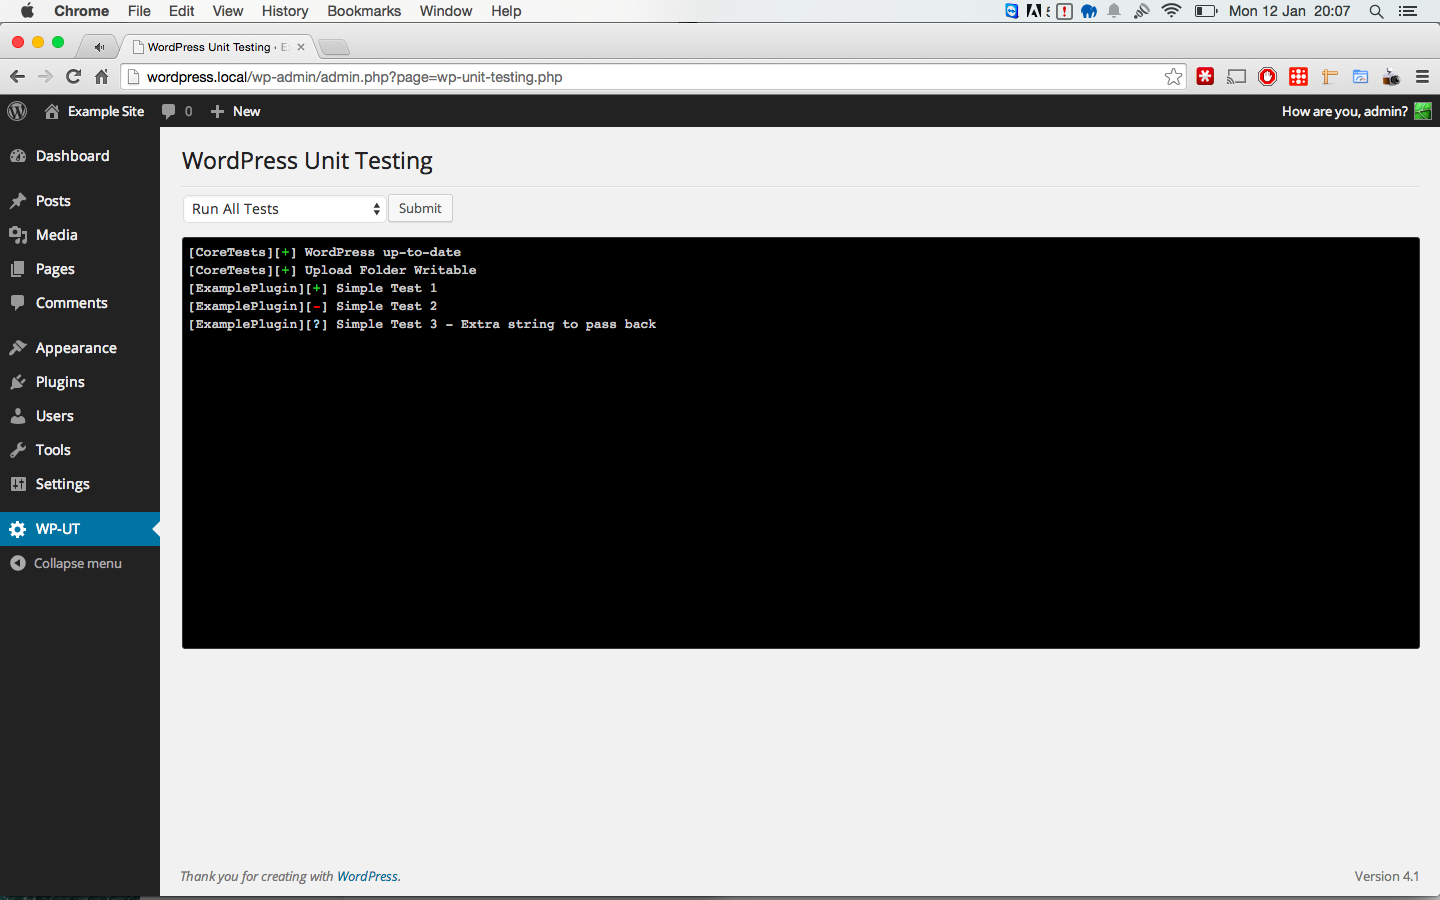 Chrome File Edit View History Bookmarks Window Help Mon 12 Jan 20:07
WordPress Unit Testing ‹
wordpress.local/wp-admin/admin.php?page=wp-unit-testing.php
Example Site 0 New How are you, admin?
Dashboard
Posts
Media
Pages
Comments
Appearance
Plugins
Users
Tools
Settings
WP-UT
Collapse menu
WordPress Unit Testing
Run All Tests Submit
[CoreTests][+] WordPress up-to-date
[CoreTests][+] Upload Folder Writable
[ExamplePlugin][+] Simple Test 1
[ExamplePlugin][-] Simple Test 2
[ExamplePlugin][?] Simple Test 3 - Extra string to pass back
Thank you for creating with WordPress. Version 4.1